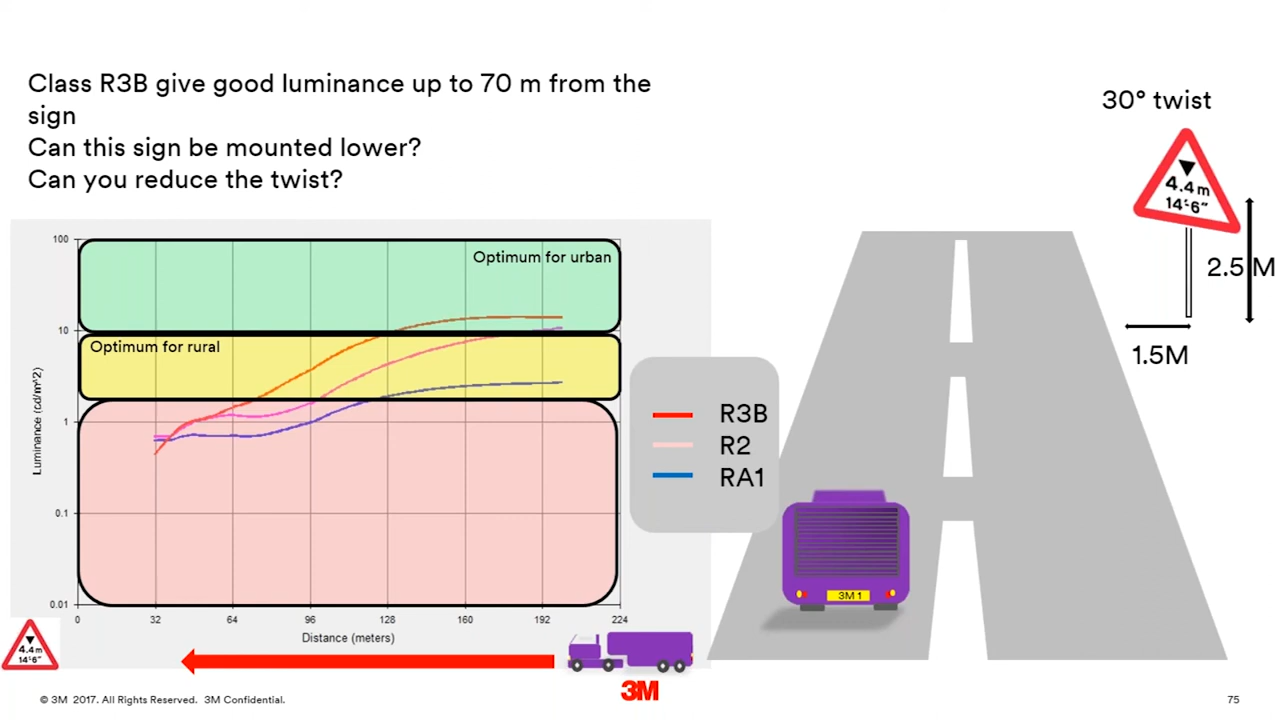 Class R3B give good luminance up to 70 m from the
sign
Can this sign be mounted lower?
Can you reduce the twist?
30° twist
4.4 m
14'-6"
2.5 M
1.5M
100
10
1
0.1
0.01
Luminance (cd/m^2)
Optimum for urban
Optimum for rural
0 32 64 96 128 160 192 224
Distance (meters)
R3B
R2
RA1
3M 1
4.4 m
14'6"
3M
© 3M 2017. All Rights Reserved. 3M Confidential.
75